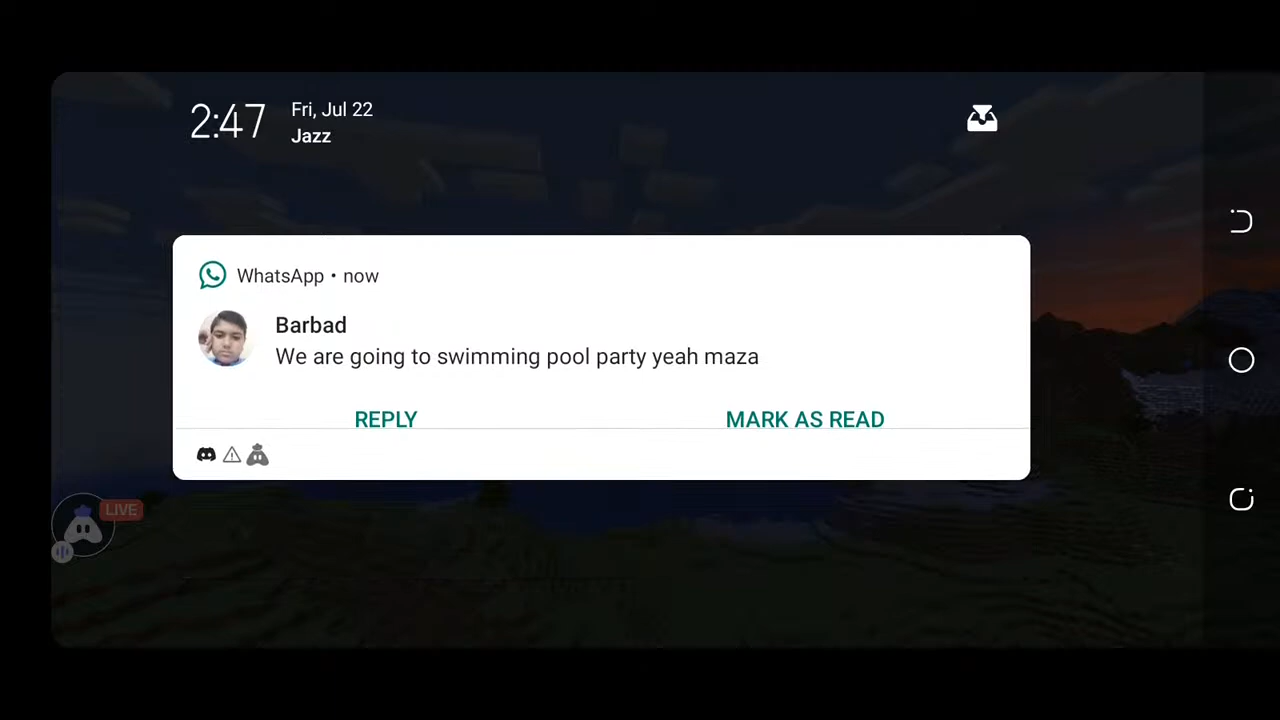 2:47
Fri, Jul 22
Jazz
WhatsApp • now
Barbad
We are going to swimming pool party yeah maza
REPLY
MARK AS READ
LIVE